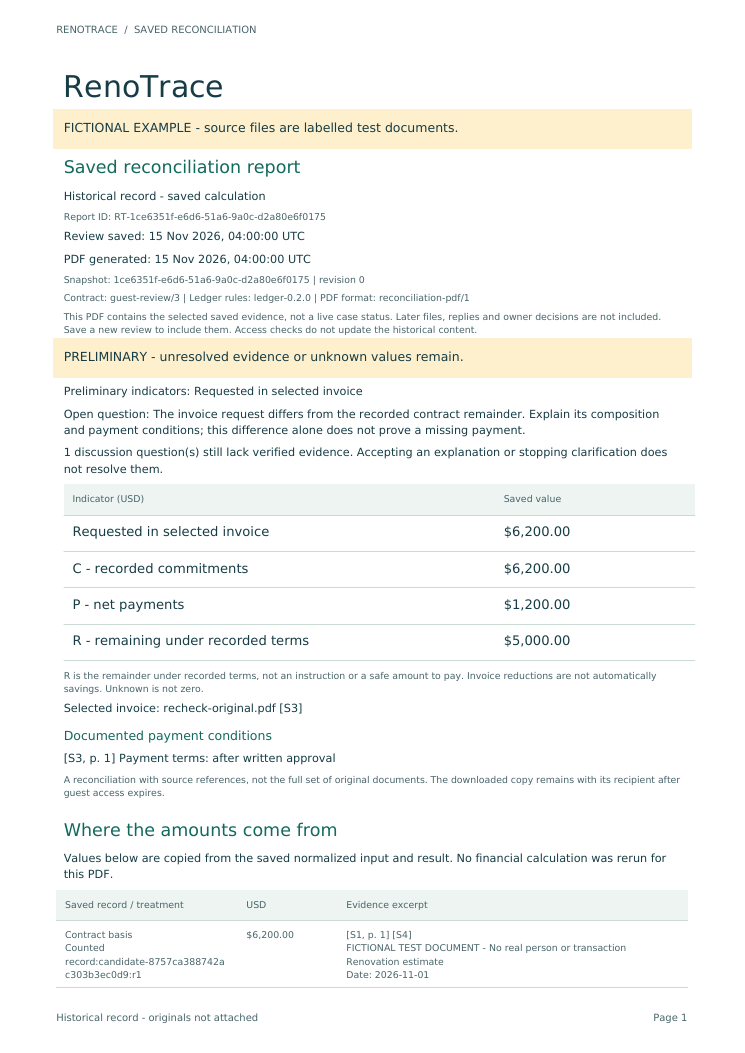 RENOTRACE / SAVED RECONCILIATION
RenoTrace
FICTIONAL EXAMPLE - source files are labelled test documents.
Saved reconciliation report
Historical record - saved calculation
Report ID: RT-1ce6351f-e6d6-51a6-9a0c-d2a80e6f0175
Review saved: 15 Nov 2026, 04:00:00 UTC
PDF generated: 15 Nov 2026, 04:00:00 UTC
Snapshot: 1ce6351f-e6d6-51a6-9a0c-d2a80e6f0175 | revision 0
Contract: guest-review/3 | Ledger rules: ledger-0.2.0 | PDF format: reconciliation-pdf/1
This PDF contains the selected saved evidence, not a live case status. Later files, replies and owner decisions are not included.
Save a new review to include them. Access checks do not update the historical content.
PRELIMINARY - unresolved evidence or unknown values remain.
Preliminary indicators: Requested in selected invoice
Open question: The invoice request differs from the recorded contract remainder. Explain its composition
and payment conditions; this difference alone does not prove a missing payment.
1 discussion question(s) still lack verified evidence. Accepting an explanation or stopping clarification does
not resolve them.
Indicator (USD) Saved value
Requested in selected invoice $6,200.00
C - recorded commitments $6,200.00
P - net payments $1,200.00
R - remaining under recorded terms $5,000.00
R is the remainder under recorded terms, not an instruction or a safe amount to pay. Invoice reductions are not automatically
savings. Unknown is not zero.
Selected invoice: recheck-original.pdf [S3]
Documented payment conditions
[S3, p. 1] Payment terms: after written approval
A reconciliation with source references, not the full set of original documents. The downloaded copy remains with its recipient after
guest access expires.
Where the amounts come from
Values below are copied from the saved normalized input and result. No financial calculation was rerun for
this PDF.
Saved record / treatment USD Evidence excerpt
Contract basis $6,200.00 [S1, p. 1] [S4]
Counted FICTIONAL TEST DOCUMENT - No real person or transaction
record:candidate-8757ca388742a Renovation estimate
c303b3ec0d9:r1 Date: 2026-11-01
Historical record - originals not attached Page 1